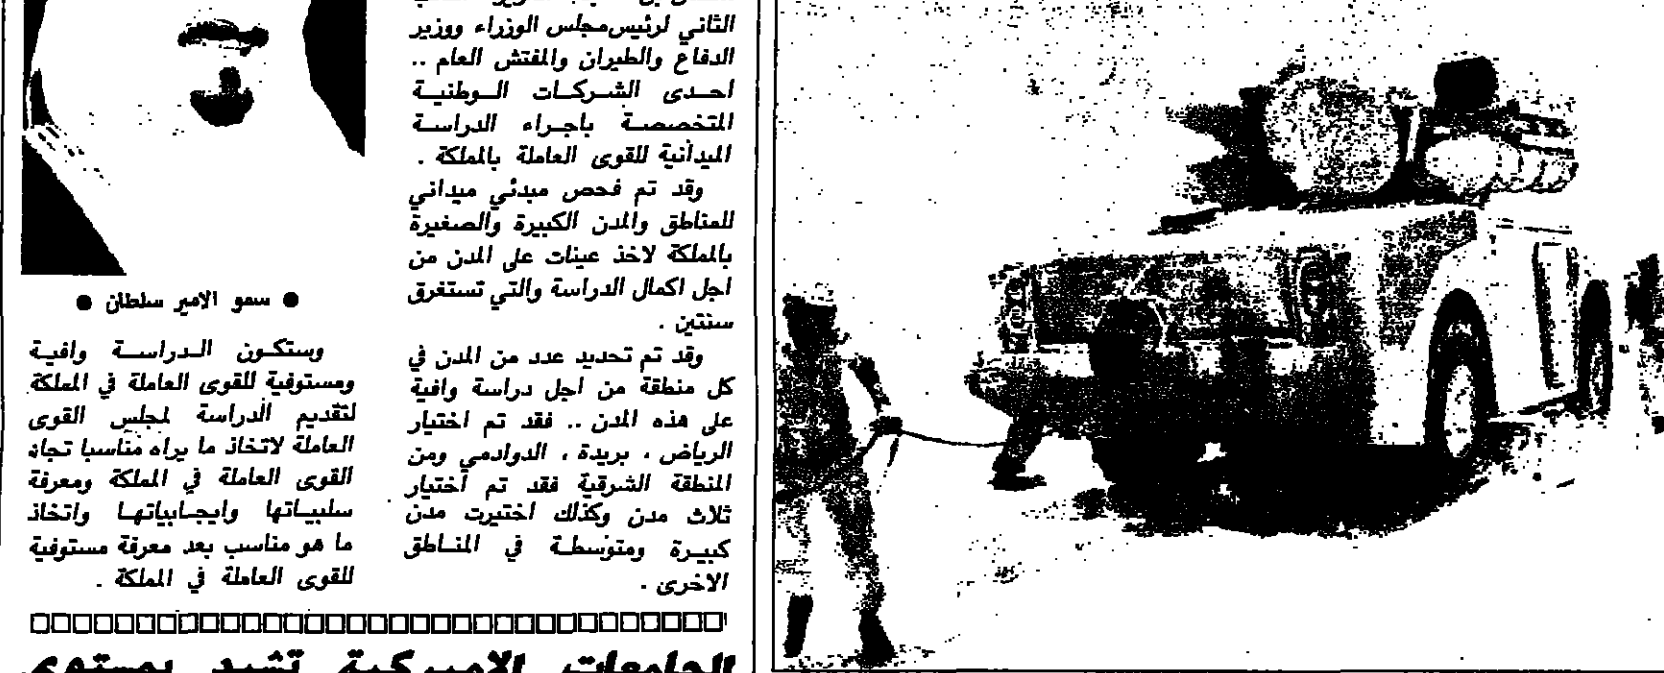 الثاني لرئيس مجلس الوزراء ووزير
الدفاع والطيران والمفتش العام ..
احدى الشركات الوطنية
المتخصصة باجراء الدراسة
الميدانية للقوى العاملة بالمملكة .
وقد تم فحص مبدئي ميداني
للمناطق والمدن الكبيرة والصغيرة
بالمملكة لاخذ عينات على المدن من
اجل اكمال الدراسة والتي تستغرق
سنتين .
وقد تم تحديد عدد من المدن في
كل منطقة من اجل دراسة وافية
على هذه المدن .. فقد تم اختيار
الرياض ، بريدة ، الدوادمي ومن
المنطقة الشرقية فقد تم اختيار
ثلاث مدن وكذلك اختيرت مدن
كبيرة ومتوسطة في المناطق
الاخرى .
● سمو الامير سلطان ●
وستكون الدراسة وافية
ومستوفية للقوى العاملة في المملكة
لتقديم الدراسة لمجلس القوى
العاملة لاتخاذ ما يراه مناسبا تجاه
القوى العاملة في المملكة ومعرفة
سلبياتها وايجابياتها واتخاذ
ما هو مناسب بعد معرفة مستوفية
للقوى العاملة في المملكة .
الجامعات الاميركية تشيد بمستوى